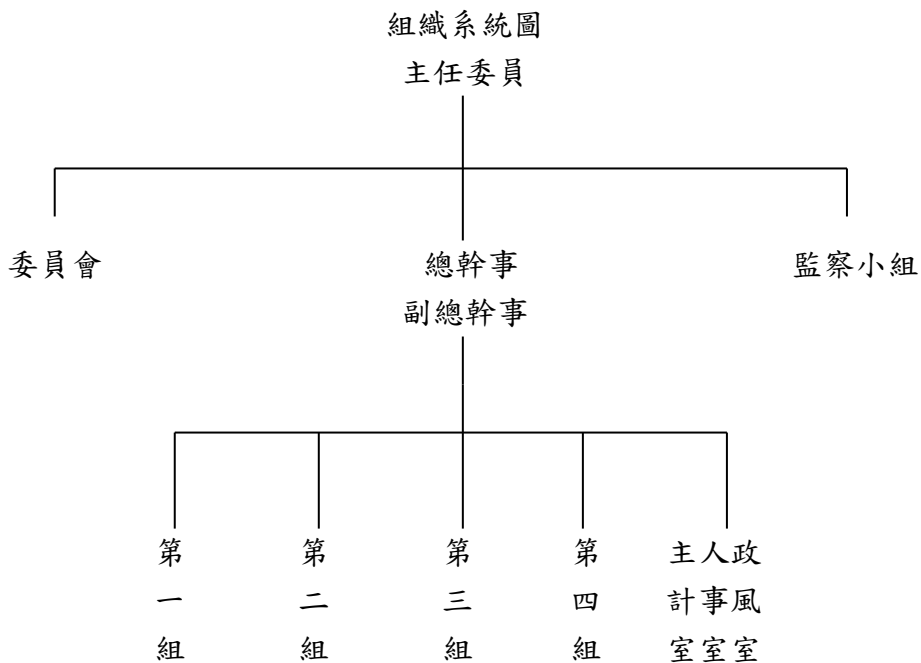 組織系統圖
主任委員
委員會
總幹事
監察小組
副總幹事
第一組
第二組
第三組
第四組
主計室
人事室
政風室